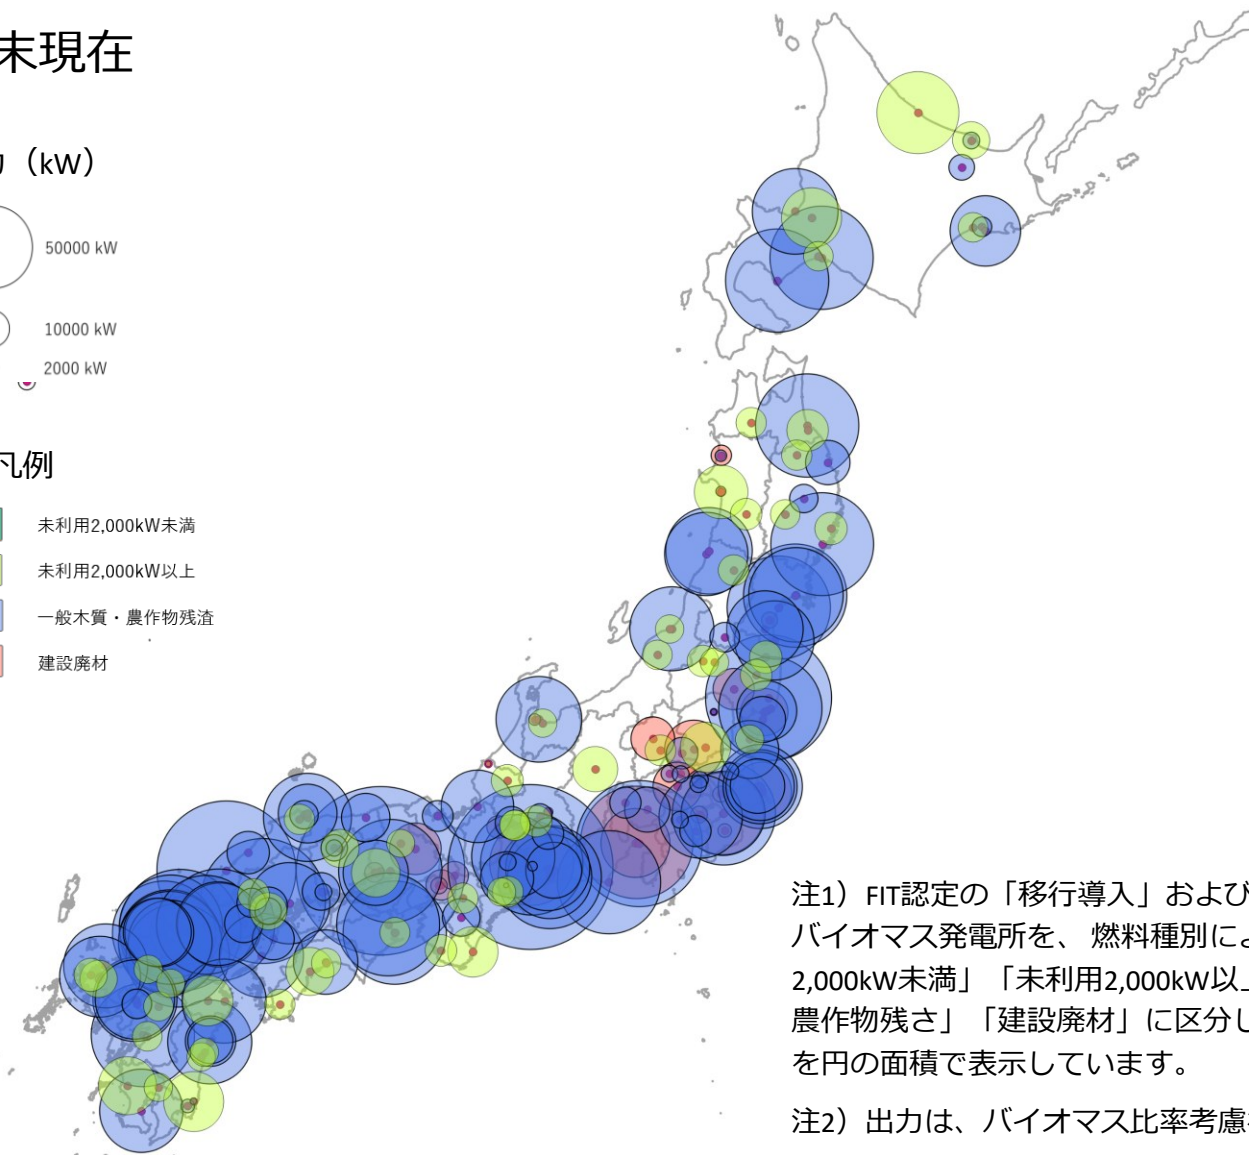 末現在
（kW）
50000 kW
10000 kW
2000 kW
凡例
未利用2,000kW未満
未利用2,000kW以上
一般木質・農作物残渣
建設廃材
注1）FIT認定の「移行導入」および
バイオマス発電所を、 燃料種別によ
2,000kW未満」「未利用2,000kW以上
農作物残さ」「建設廃材」に区分し
を円の面積で表示しています。
注2）出力は、バイオマス比率考慮